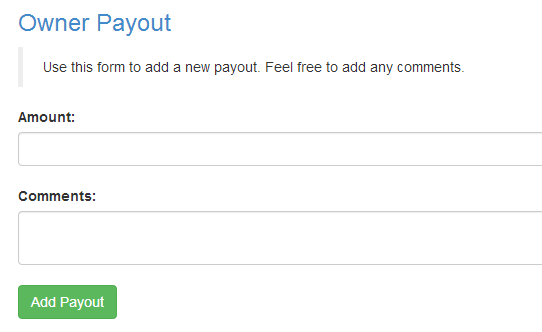 Owner Payout
Use this form to add a new payout. Feel free to add any comments.
Amount:
Comments:
Add Payout